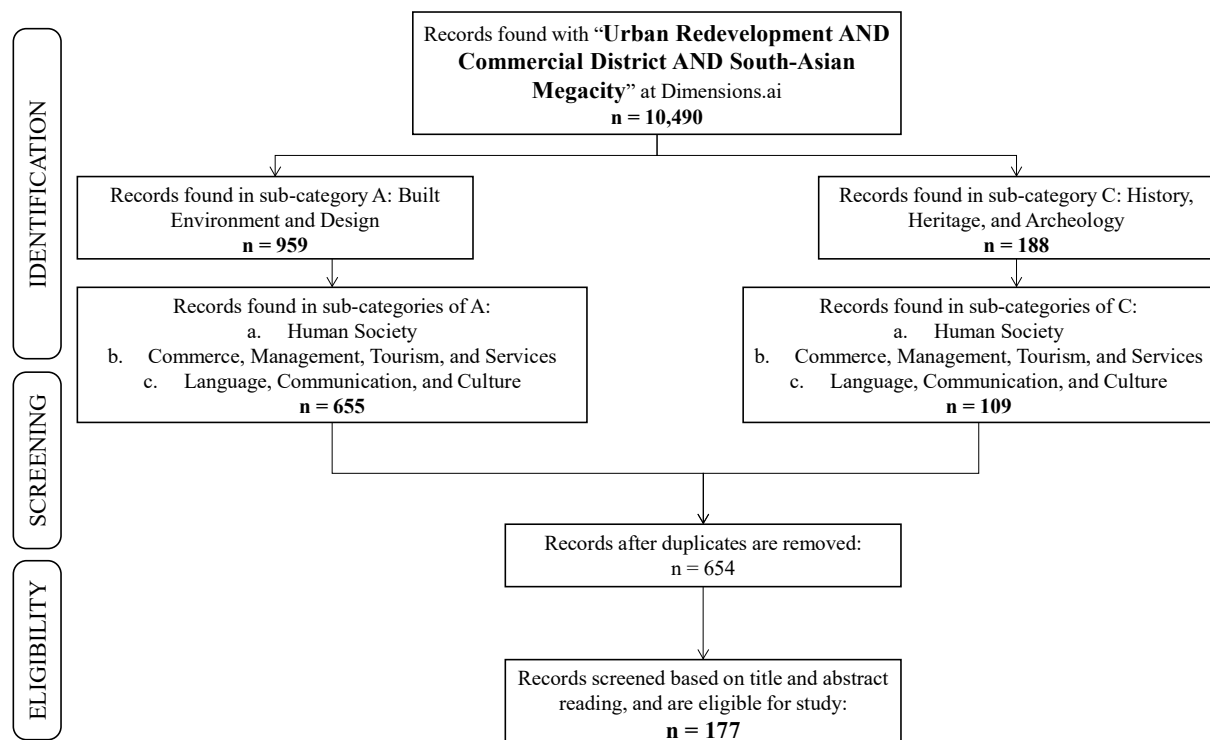 IDENTIFICATION
Records found with “Urban Redevelopment AND
Commercial District AND South-Asian
Megacity” at Dimensions.ai
n = 10,490
Records found in sub-category A: Built
Environment and Design
n = 959
Records found in sub-category C: History,
Heritage, and Archeology
n = 188
Records found in sub-categories of A:
a. Human Society
b. Commerce, Management, Tourism, and Services
c. Language, Communication, and Culture
n = 655
Records found in sub-categories of C:
a. Human Society
b. Commerce, Management, Tourism, and Services
c. Language, Communication, and Culture
n = 109
SCREENING
Records after duplicates are removed:
n = 654
ELIGIBILITY
Records screened based on title and abstract
reading, and are eligible for study:
n = 177